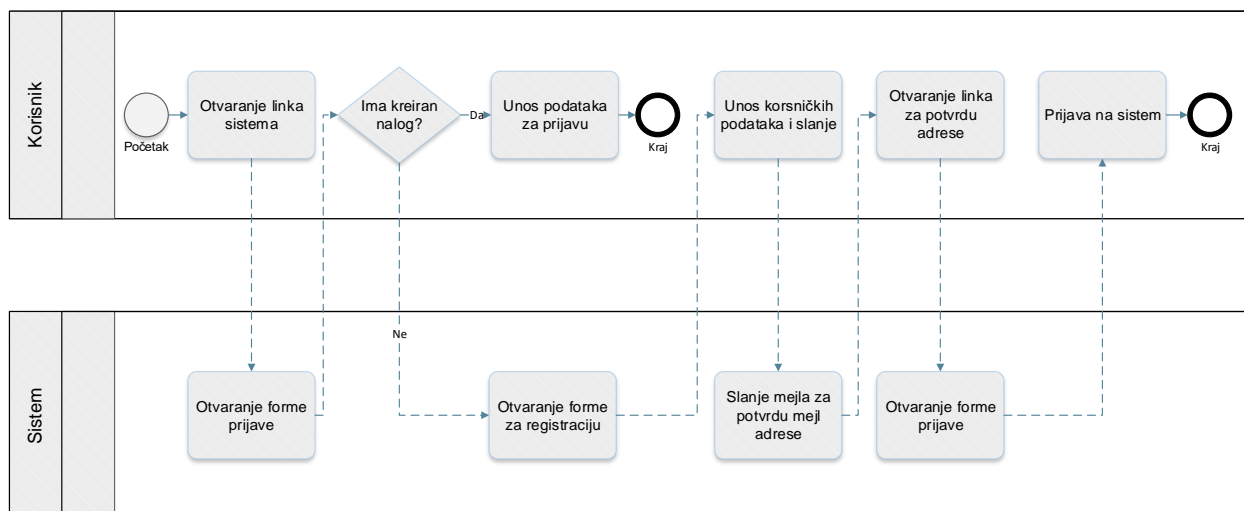 Korisnik
Početak
Otvaranje linka
sistema
Ima kreiran
nalog?
Da
Unos podataka
za prijavu
Kraj
Unos korsničkih
podataka i slanje
Otvaranje linka
za potvrdu
adrese
Prijava na sistem
Kraj
Sistem
Otvaranje forme
prijave
Ne
Otvaranje forme
za registraciju
Slanje mejla za
potvrdu mejl
adrese
Otvaranje forme
prijave